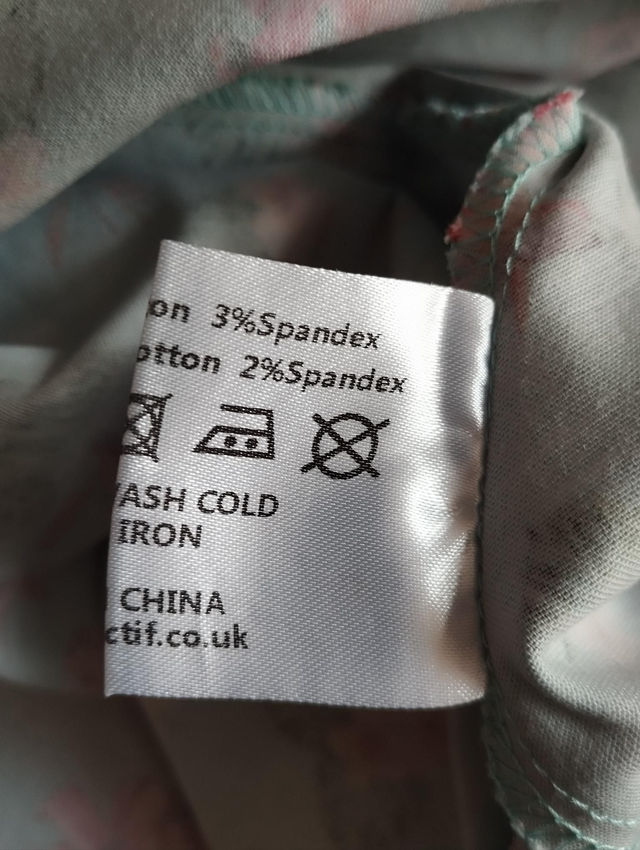 on 3%Spandex
otton 2%Spandex
ASH COLD
IRON
CHINA
ctif.co.uk